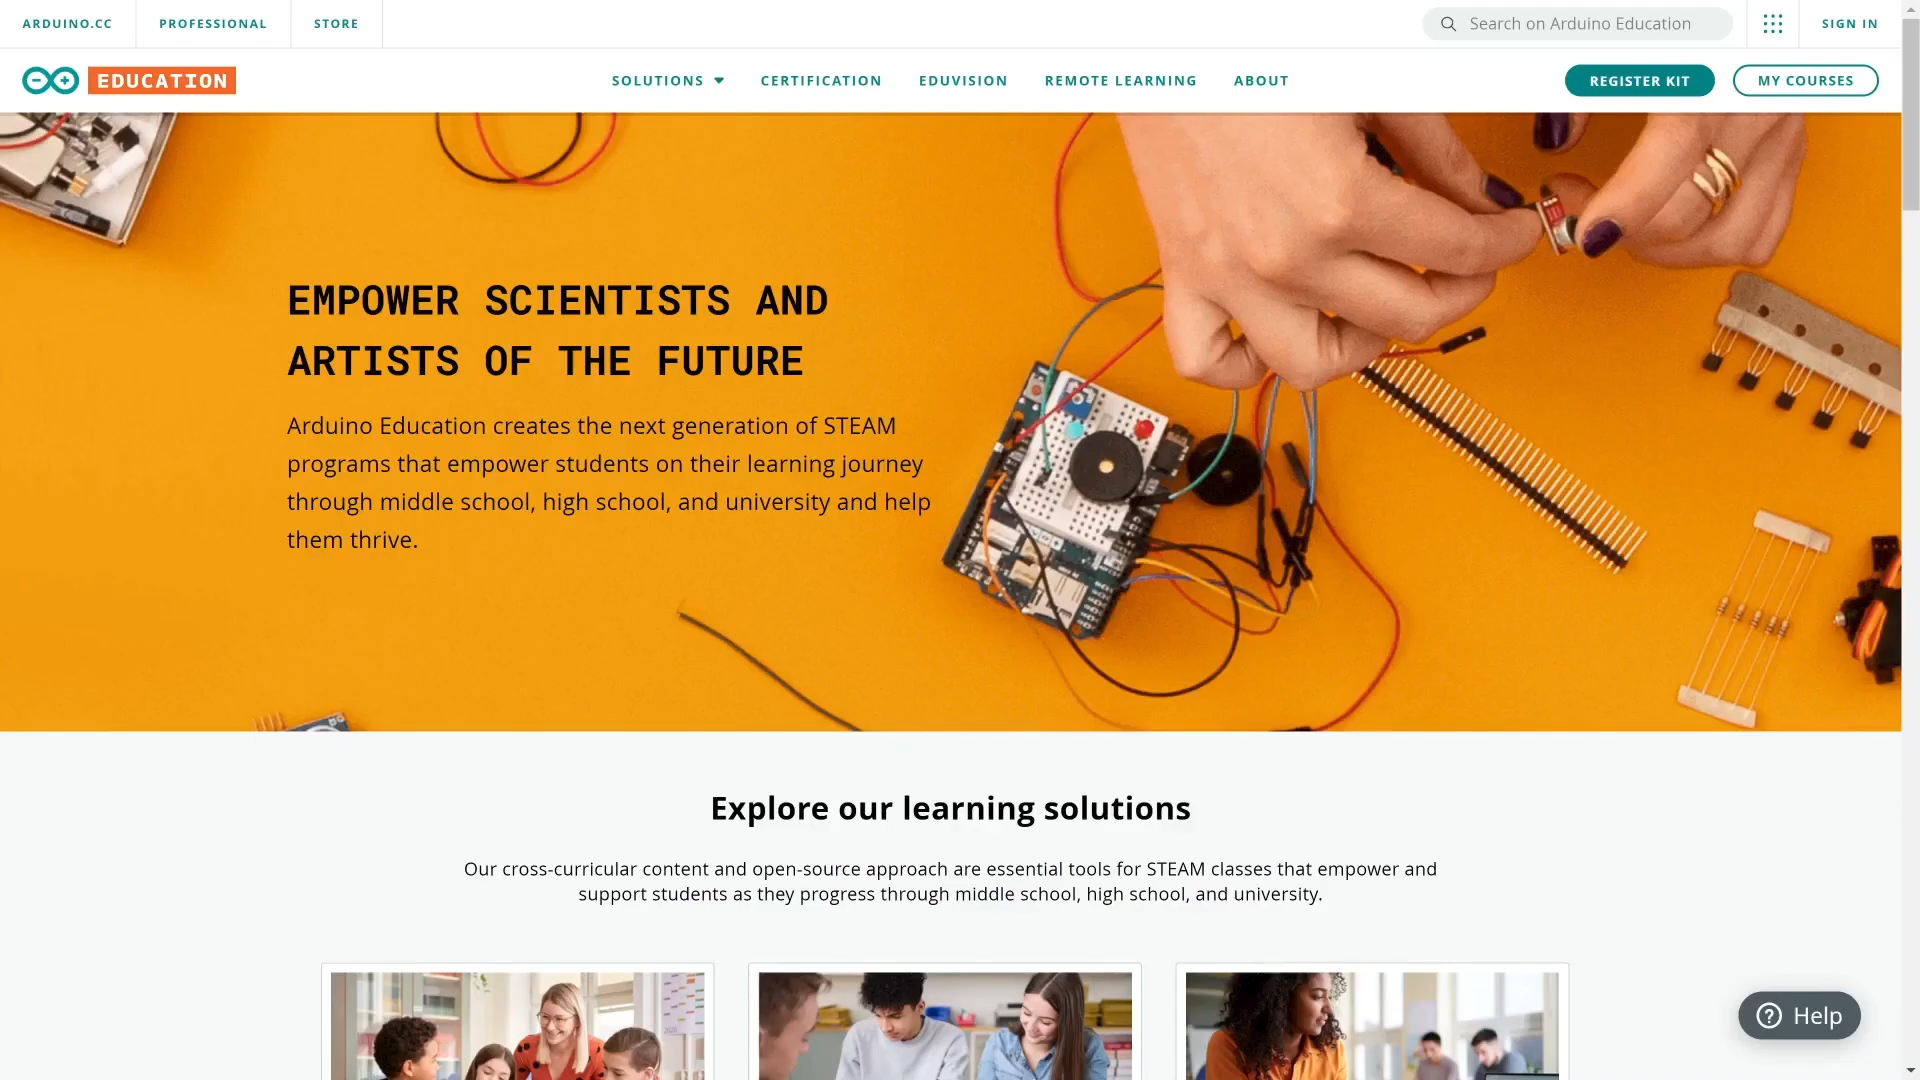 ARDUINO.CC
PROFESSIONAL
STORE
Search on Arduino Education
SIGN IN
EDUCATION
SOLUTIONS
CERTIFICATION
EDUVISION
REMOTE LEARNING
ABOUT
REGISTER KIT
MY COURSES
EMPOWER SCIENTISTS AND
ARTISTS OF THE FUTURE
Arduino Education creates the next generation of STEAM
programs that empower students on their learning journey
through middle school, high school, and university and help
them thrive.
Explore our learning solutions
Our cross-curricular content and open-source approach are essential tools for STEAM classes that empower and
support students as they progress through middle school, high school, and university.
Help